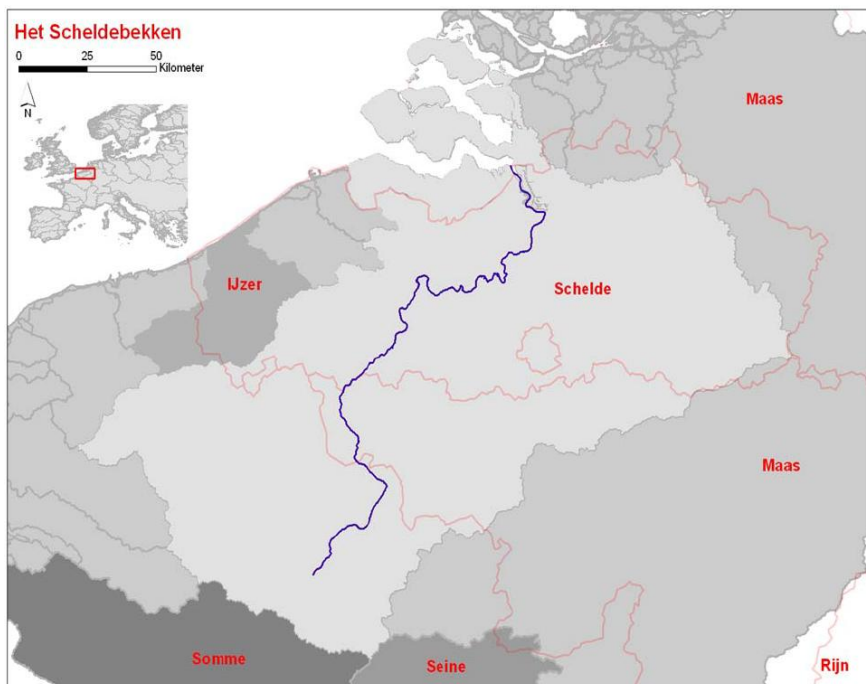 Het Scheldebekken
0 25 50
Kilometer
N
Maas
IJzer
Schelde
Maas
Somme
Seine
Rijn